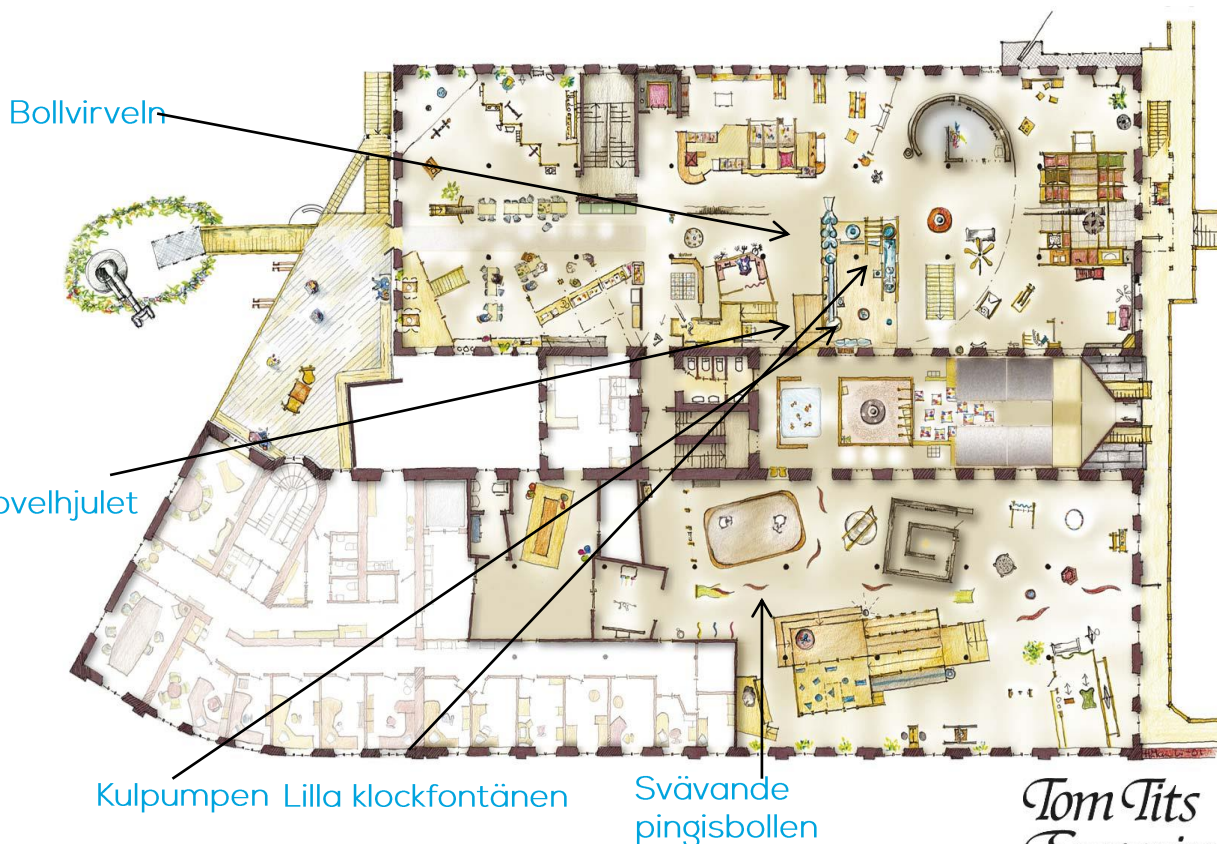 Bollvirveln
ovelhjulet
Kulpumpen
Lilla klockfontänen
Svävande
pingisbollen
Tom Tits